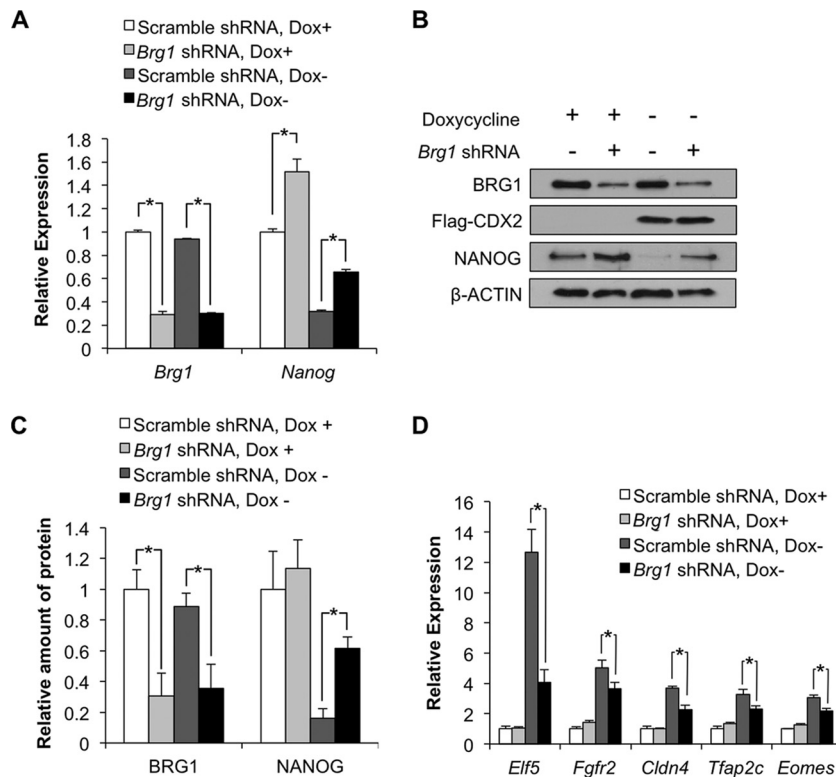 A
Scramble shRNA, Dox+
Brg1 shRNA, Dox+
Scramble shRNA, Dox-
Brg1 shRNA, Dox-
Relative Expression
1.8
1.6
1.4
1.2
1
0.8
0.6
0.4
0.2
0
*
*
*
*
Brg1
Nanog
B
Doxycycline + + - -
Brg1 shRNA - + - +
BRG1
Flag-CDX2
NANOG
β-ACTIN
C
Scramble shRNA, Dox +
Brg1 shRNA, Dox +
Scramble shRNA, Dox -
Brg1 shRNA, Dox -
Relative amount of protein
1.4
1.2
1
0.8
0.6
0.4
0.2
0
*
*
*
BRG1
NANOG
D
Scramble shRNA, Dox+
Brg1 shRNA, Dox+
Scramble shRNA, Dox-
Brg1 shRNA, Dox-
Relative Expression
16
14
12
10
8
6
4
2
0
*
*
*
*
*
Elf5
Fgfr2
Cldn4
Tfap2c
Eomes